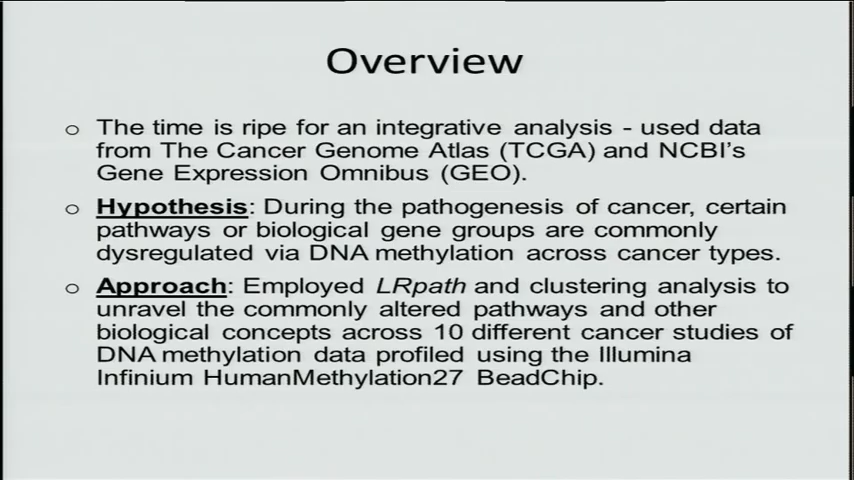 Overview
o The time is ripe for an integrative analysis - used data
from The Cancer Genome Atlas (TCGA) and NCBI's
Gene Expression Omnibus (GEO).
o Hypothesis: During the pathogenesis of cancer, certain
pathways or biological gene groups are commonly
dysregulated via DNA methylation across cancer types.
o Approach: Employed LRpath and clustering analysis to
unravel the commonly altered pathways and other
biological concepts across 10 different cancer studies of
DNA methylation data profiled using the Illumina
Infinium HumanMethylation27 BeadChip.